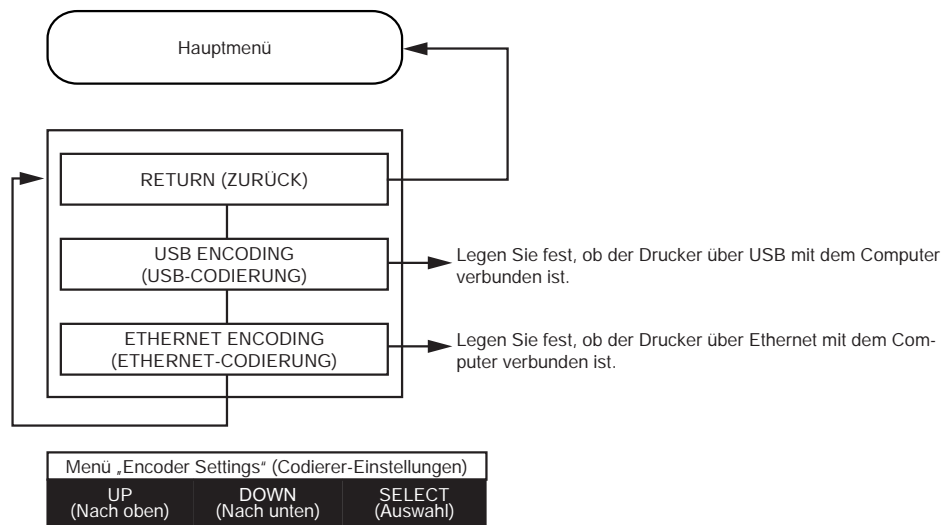 Hauptmenü
RETURN (ZURÜCK)
USB ENCODING
(USB-CODIERUNG)
Legen Sie fest, ob der Drucker über USB mit dem Computer
verbunden ist.
ETHERNET ENCODING
(ETHERNET-CODIERUNG)
Legen Sie fest, ob der Drucker über Ethernet mit dem Com-
puter verbunden ist.
Menü „Encoder Settings“ (Codierer-Einstellungen)
UP
(Nach oben)
DOWN
(Nach unten)
SELECT
(Auswahl)